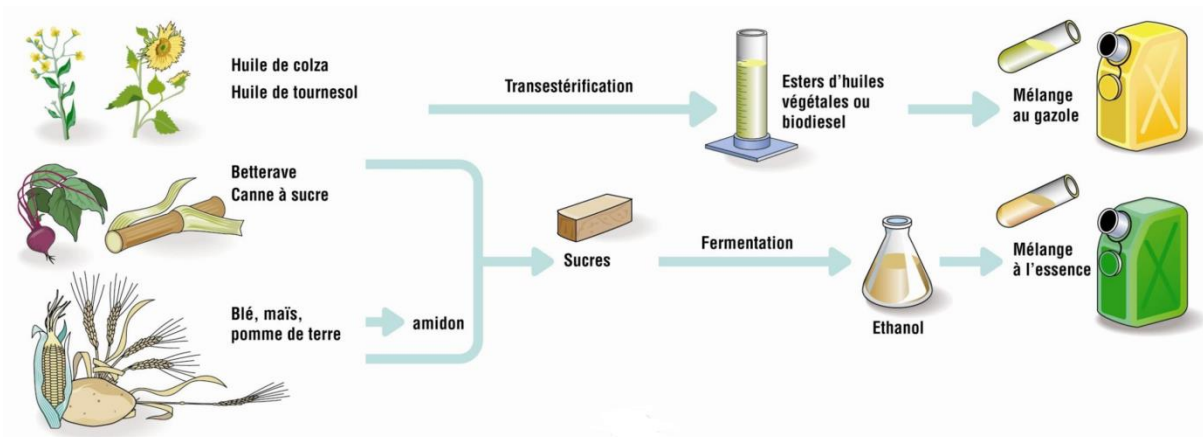 Huile de colza
Huile de tournesol
Transestérification
Esters d'huiles
végétales ou
biodiesel
Mélange
au gazole
Betterave
Canne à sucre
Sucres
Fermentation
Ethanol
Mélange
à l'essence
Blé, maïs,
pomme de terre
amidon